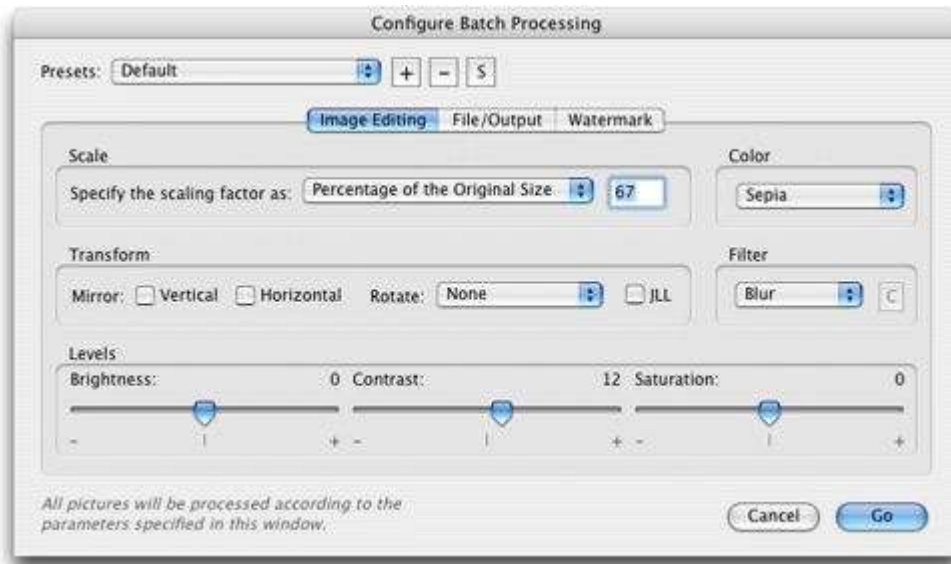 Configure Batch Processing
Presets: Default + − S
Image Editing File/Output Watermark
Scale
Specify the scaling factor as: Percentage of the Original Size 67
Color
Sepia
Transform
Mirror: Vertical Horizontal Rotate: None JLL
Filter
Blur C
Levels
Brightness: 0 Contrast: 12 Saturation: 0
- | + - | + - | +
All pictures will be processed according to the
parameters specified in this window.
Cancel Go